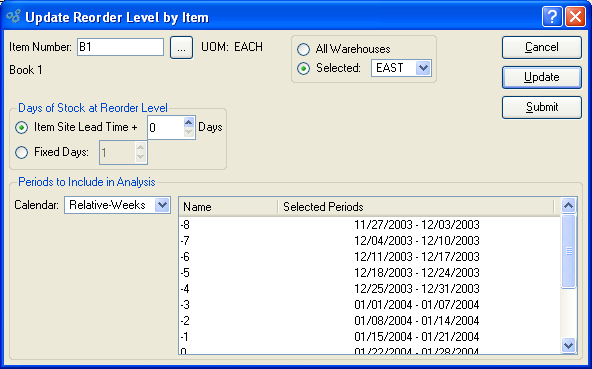 Update Reorder Level by Item
Item Number: B1 ... UOM: EACH
Book 1
All Warehouses
Selected: EAST
Cancel
Update
Submit
Days of Stock at Reorder Level
Item Site Lead Time + 0 Days
Fixed Days: 1
Periods to Include in Analysis
Calendar: Relative-Weeks
Name Selected Periods
-8 11/27/2003 - 12/03/2003
-7 12/04/2003 - 12/10/2003
-6 12/11/2003 - 12/17/2003
-5 12/18/2003 - 12/24/2003
-4 12/25/2003 - 12/31/2003
-3 01/01/2004 - 01/07/2004
-2 01/08/2004 - 01/14/2004
-1 01/15/2004 - 01/21/2004
0 01/22/2004 - 01/28/2004